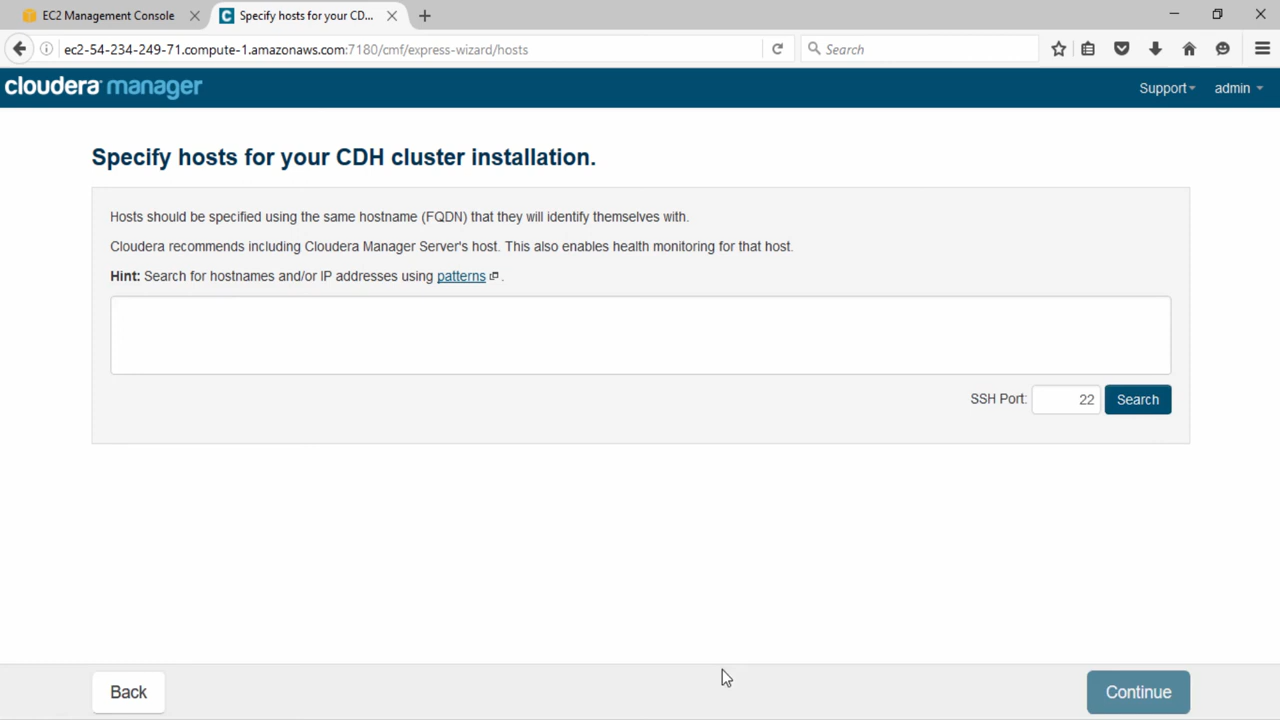 EC2 Management Console
Specify hosts for your CD...
ec2-54-234-249-71.compute-1.amazonaws.com:7180/cmf/express-wizard/hosts
Search
cloudera manager
Support
admin
Specify hosts for your CDH cluster installation.
Hosts should be specified using the same hostname (FQDN) that they will identify themselves with.
Cloudera recommends including Cloudera Manager Server's host. This also enables health monitoring for that host.
Hint: Search for hostnames and/or IP addresses using patterns .
SSH Port: 22 Search
Back
Continue